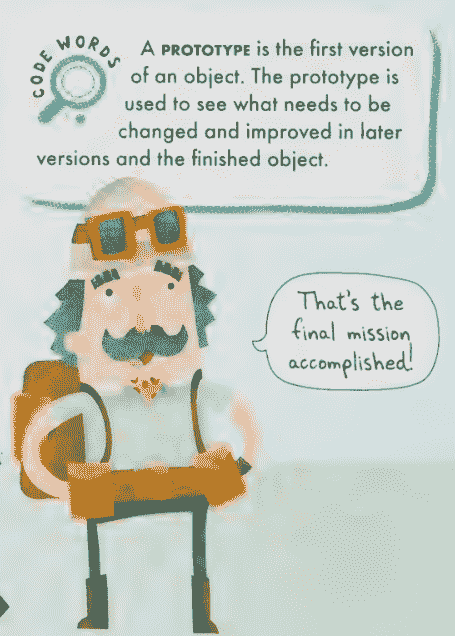 CODE WORDS
A PROTOTYPE is the first version
of an object. The prototype is
used to see what needs to be
changed and improved in later
versions and the finished object.
That's the
final mission
accomplished!